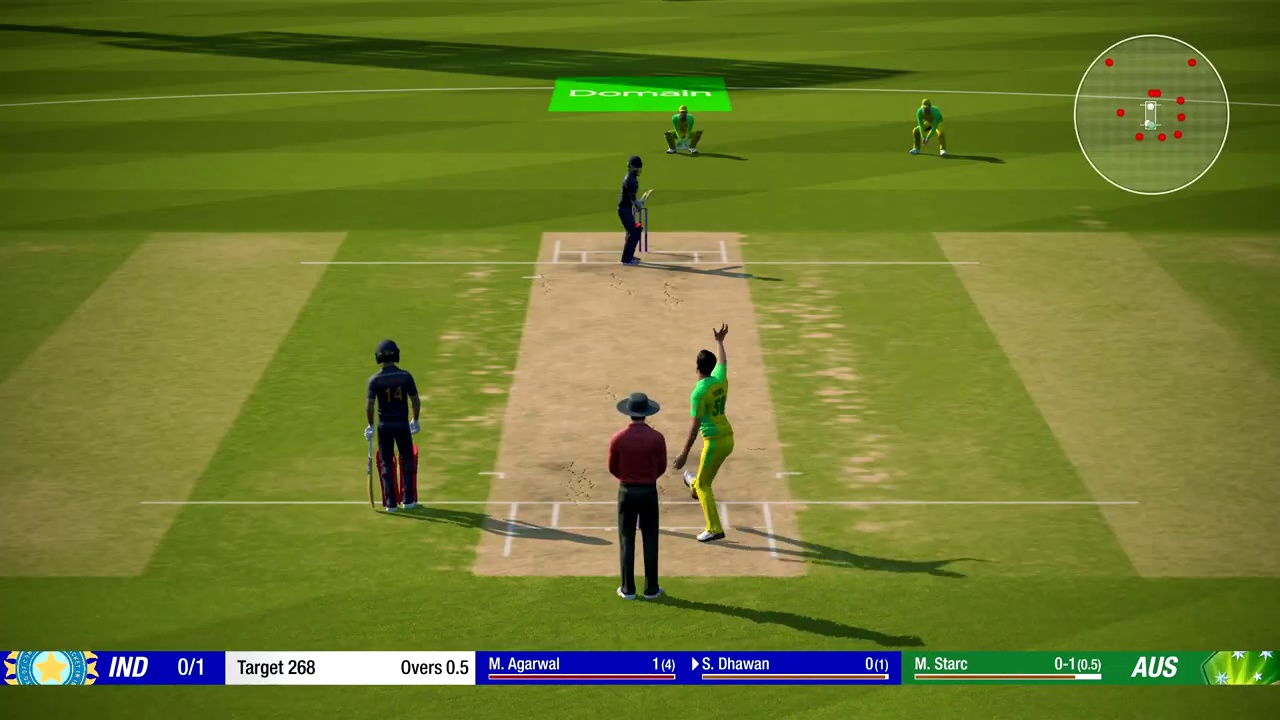 Domain
14
56
IND 0/1 Target 268 Overs 0.5 M. Agarwal 1(4) S. Dhawan 0(1) M. Starc 0-1(0.5) AUS